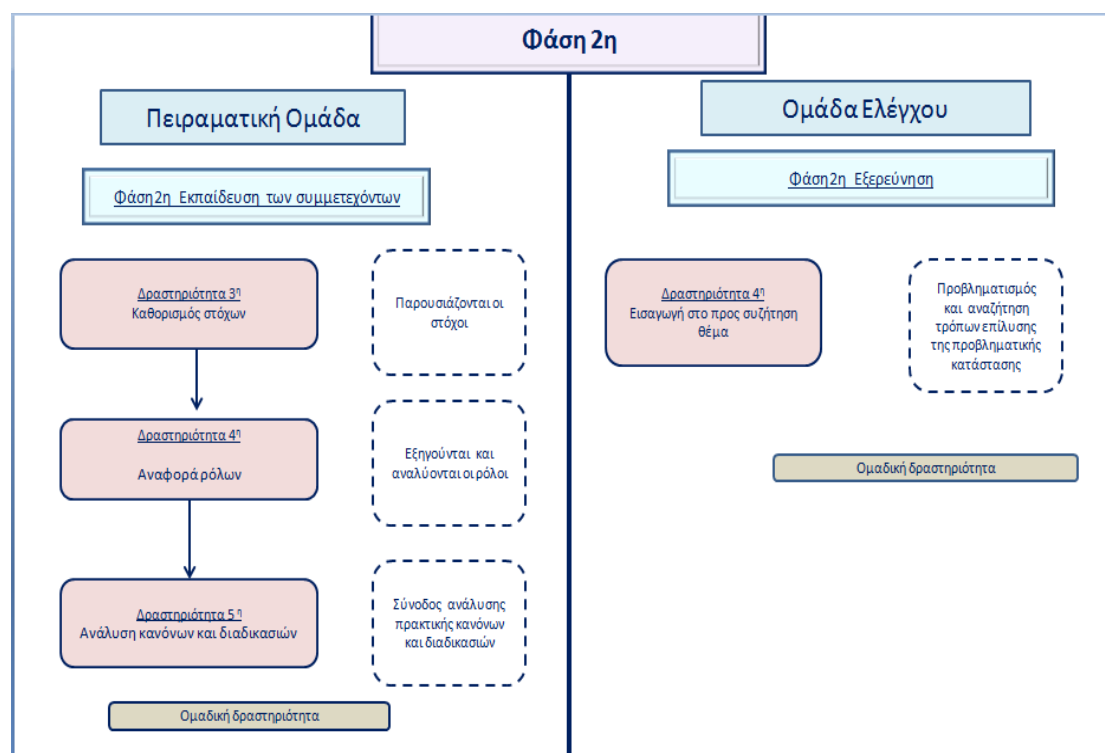 Φάση 2η
Πειραματική Ομάδα
Φάση2η Εκπαίδευση των συμμετεχόντων
Δραστηριότητα 3η
Καθορισμός στόχων
Παρουσιάζονται οι
στόχοι
Δραστηριότητα 4η
Αναφορά ρόλων
Εξηγούνται και
αναλύονται οι ρόλοι
Δραστηριότητα 5η
Ανάλυση κανόνων και διαδικασιών
Σύνοδος ανάλυσης
πρακτικής κανόνων
και διαδικασιών
Ομαδική δραστηριότητα
Ομάδα Ελέγχου
Φάση2η Εξερεύνηση
Δραστηριότητα 4η
Εισαγωγή στο προς συζήτηση
θέμα
Προβληματισμός
και αναζήτηση
τρόπων επίλυσης
της προβληματικής
κατάστασης
Ομαδική δραστηριότητα